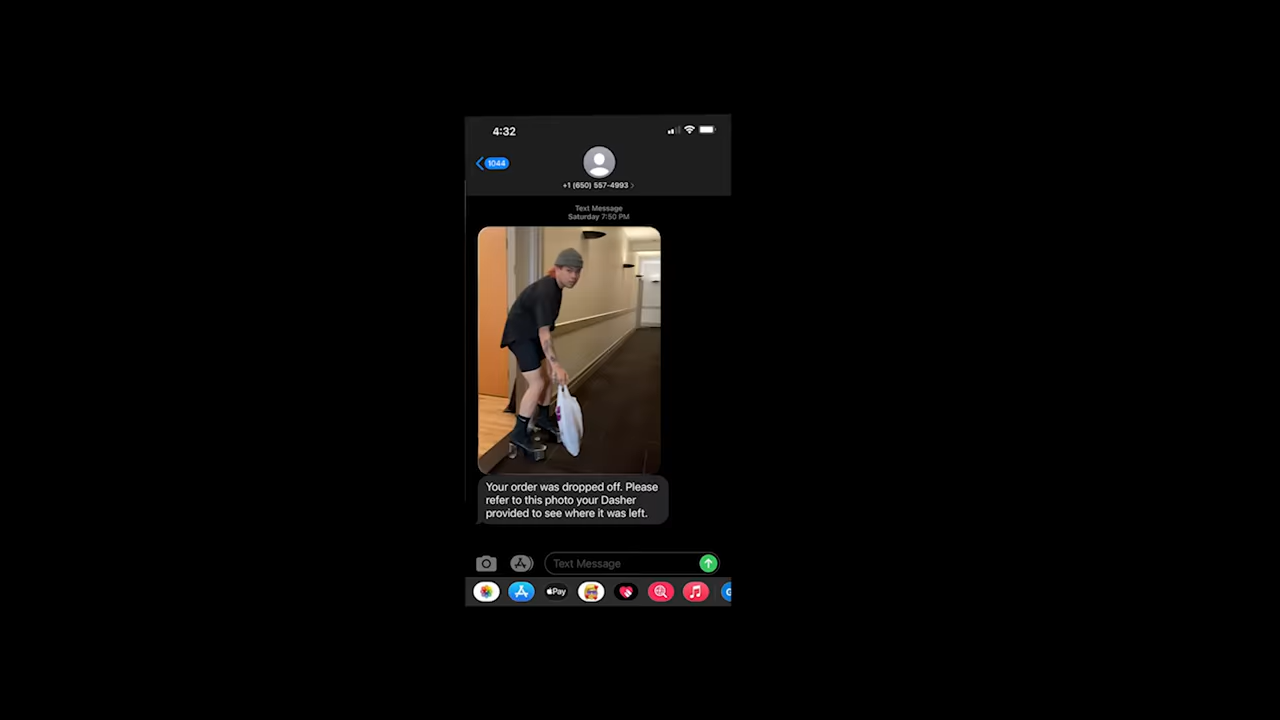 4:32
1044
+1 (650) 557-4993
Text Message
Saturday 7:50 PM
Your order was dropped off. Please
refer to this photo your Dasher
provided to see where it was left.
Text Message
Pay